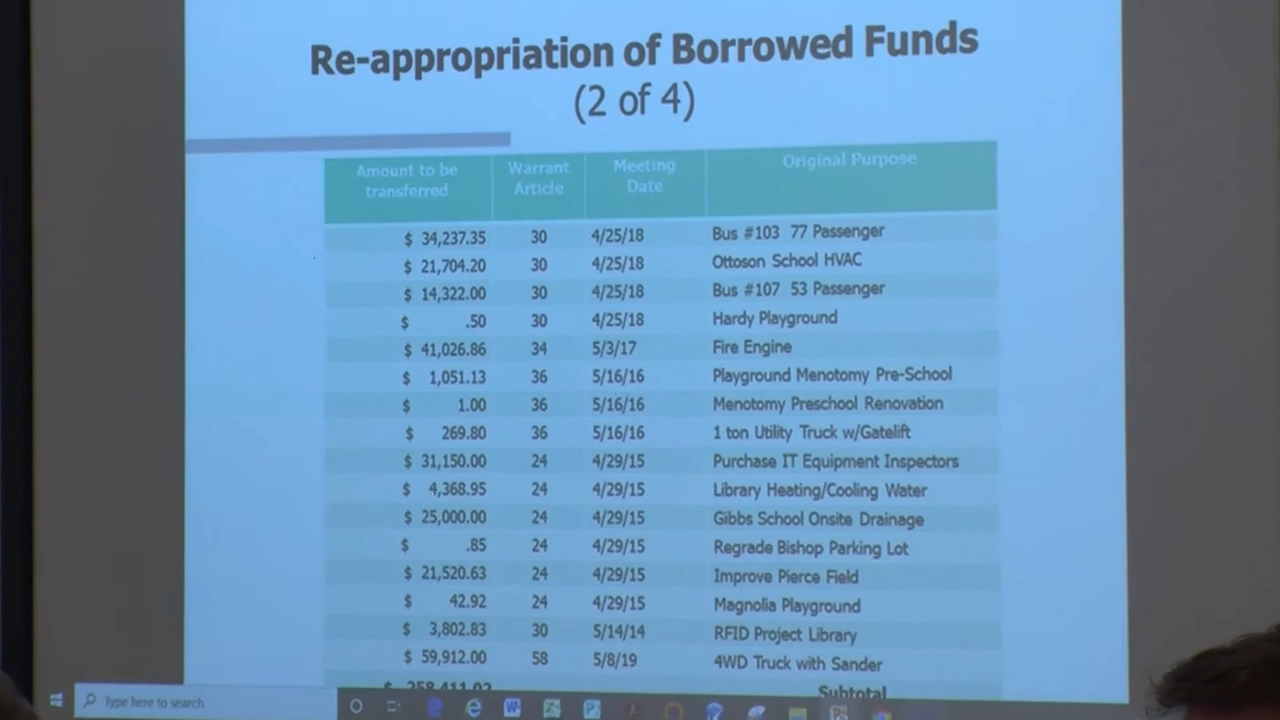 Re-appropriation of Borrowed Funds
(2 of 4)
Amount to be transferred Warrant Article Meeting Date Original Purpose
$ 34,237.35 30 4/25/18 Bus #103 77 Passenger
$ 21,704.20 30 4/25/18 Ottoson School HVAC
$ 14,322.00 30 4/25/18 Bus #107 53 Passenger
$ .50 30 4/25/18 Hardy Playground
$ 41,026.86 34 5/3/17 Fire Engine
$ 1,051.13 36 5/16/16 Playground Menotomy Pre-School
$ 1.00 36 5/16/16 Menotomy Preschool Renovation
$ 269.80 36 5/16/16 1 ton Utility Truck w/Gatelift
$ 31,150.00 24 4/29/15 Purchase IT Equipment Inspectors
$ 4,368.95 24 4/29/15 Library Heating/Cooling Water
$ 25,000.00 24 4/29/15 Gibbs School Onsite Drainage
$ .85 24 4/29/15 Regrade Bishop Parking Lot
$ 21,520.63 24 4/29/15 Improve Pierce Field
$ 42.92 24 4/29/15 Magnolia Playground
$ 3,802.83 30 5/14/14 RFID Project Library
$ 59,912.00 58 5/8/19 4WD Truck with Sander
$ 258,411.02 Subtotal
Type here to search